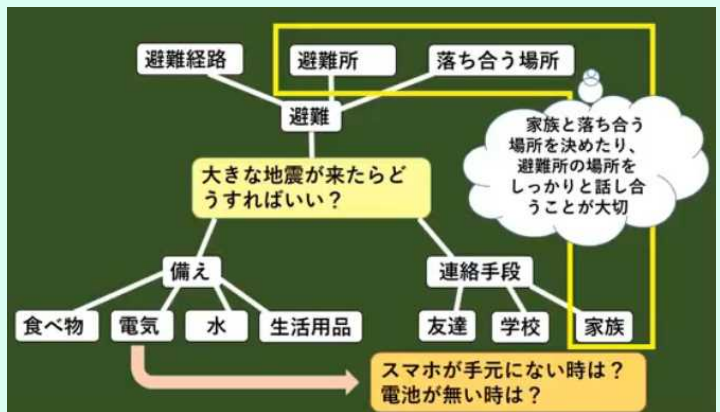 避難経路
避難所
落ち合う場所
避難
家族と落ち合う
場所を決めたり、
避難所の場所を
しっかりと話し合
うことが大切
大きな地震が来たらど
うすればいい？
備え
連絡手段
食べ物
電気
水
生活用品
友達
学校
家族
スマホが手元にない時は？
電池が無い時は？